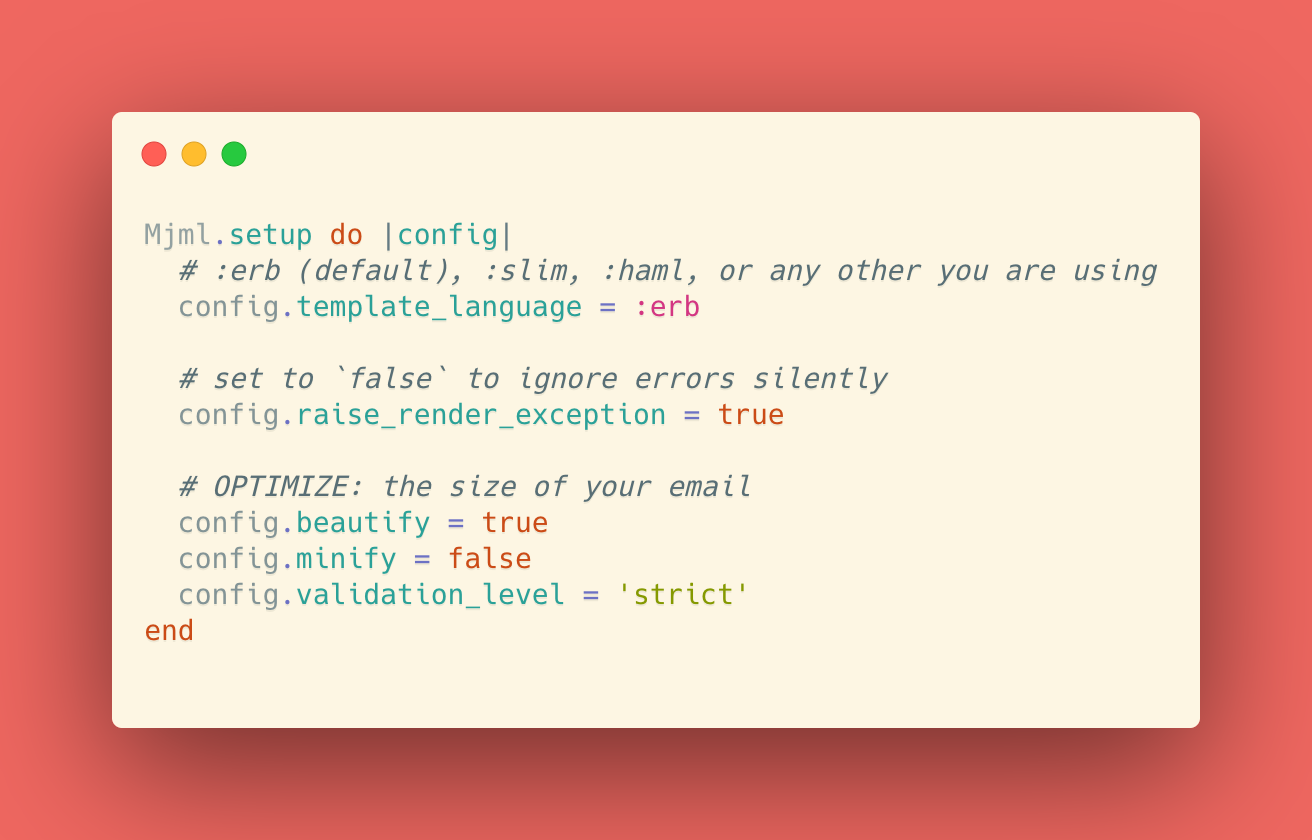 Mjml.setup do |config|
  # :erb (default), :slim, :haml, or any other you are using
  config.template_language = :erb

  # set to `false` to ignore errors silently
  config.raise_render_exception = true

  # OPTIMIZE: the size of your email
  config.beautify = true
  config.minify = false
  config.validation_level = 'strict'
end